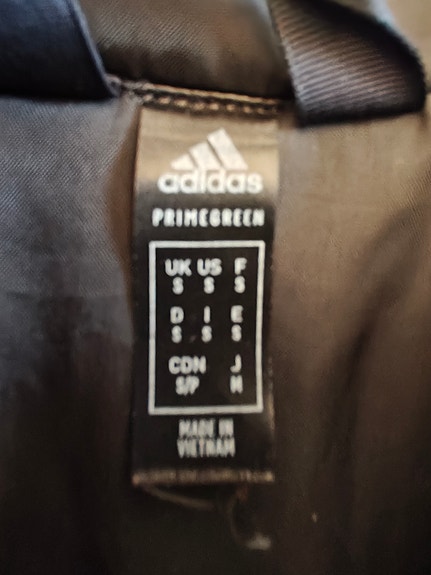 adidas
PRIMEGREEN
UK US F
S S S
D I E
S S S
CDN J
S/P M
MADE IN
VIETNAM